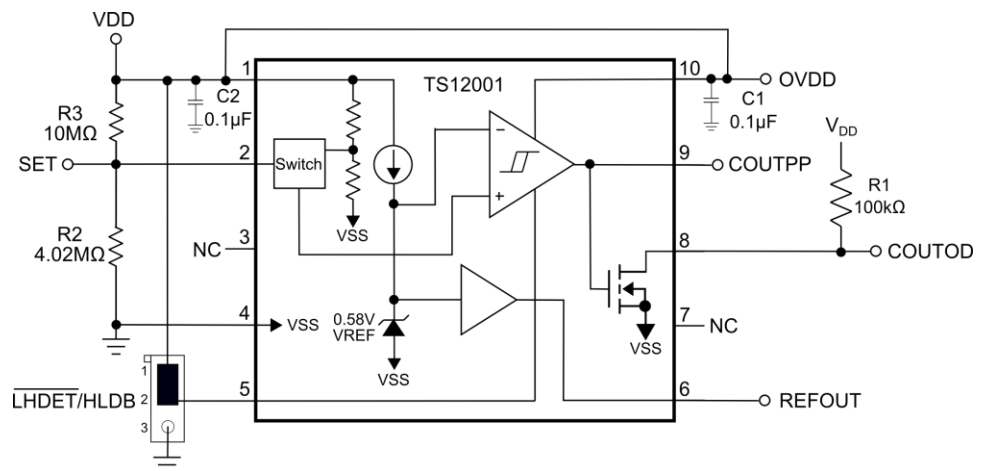 VDD
1
TS12001
10
OVDD
C2
0.1µF
C1
0.1µF
R3
10MΩ
VDD
SET
2
Switch
−
+
9
COUTPP
R1
100kΩ
VSS
R2
4.02MΩ
3
NC
8
COUTOD
4
VSS
0.58V
VREF
7
NC
VSS
VSS
1
LHDET/HLDB
2
5
6
REFOUT
3